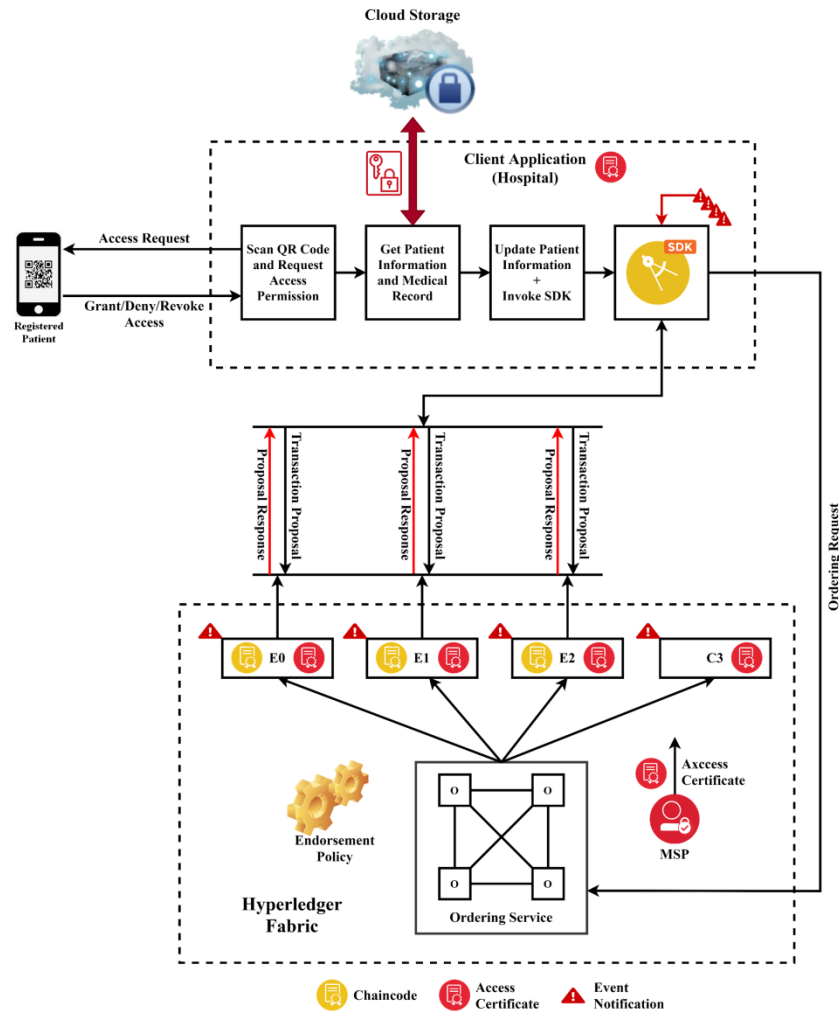 Cloud Storage
Client Application
(Hospital)
SDK
Access Request
Grant/Deny/Revoke
Access
Registered
Patient
Scan QR Code
and Request
Access
Permission
Get Patient
Information
and Medical
Record
Update Patient
Information
+
Invoke SDK
Proposal Response
Transaction Proposal
Proposal Response
Transaction Proposal
Proposal Response
Transaction Proposal
Ordering Request
E0
E1
E2
C3
Axccess
Certificate
MSP
Endorsement
Policy
O
O
O
O
Ordering Service
Hyperledger
Fabric
Chaincode
Access
Certificate
Event
Notification